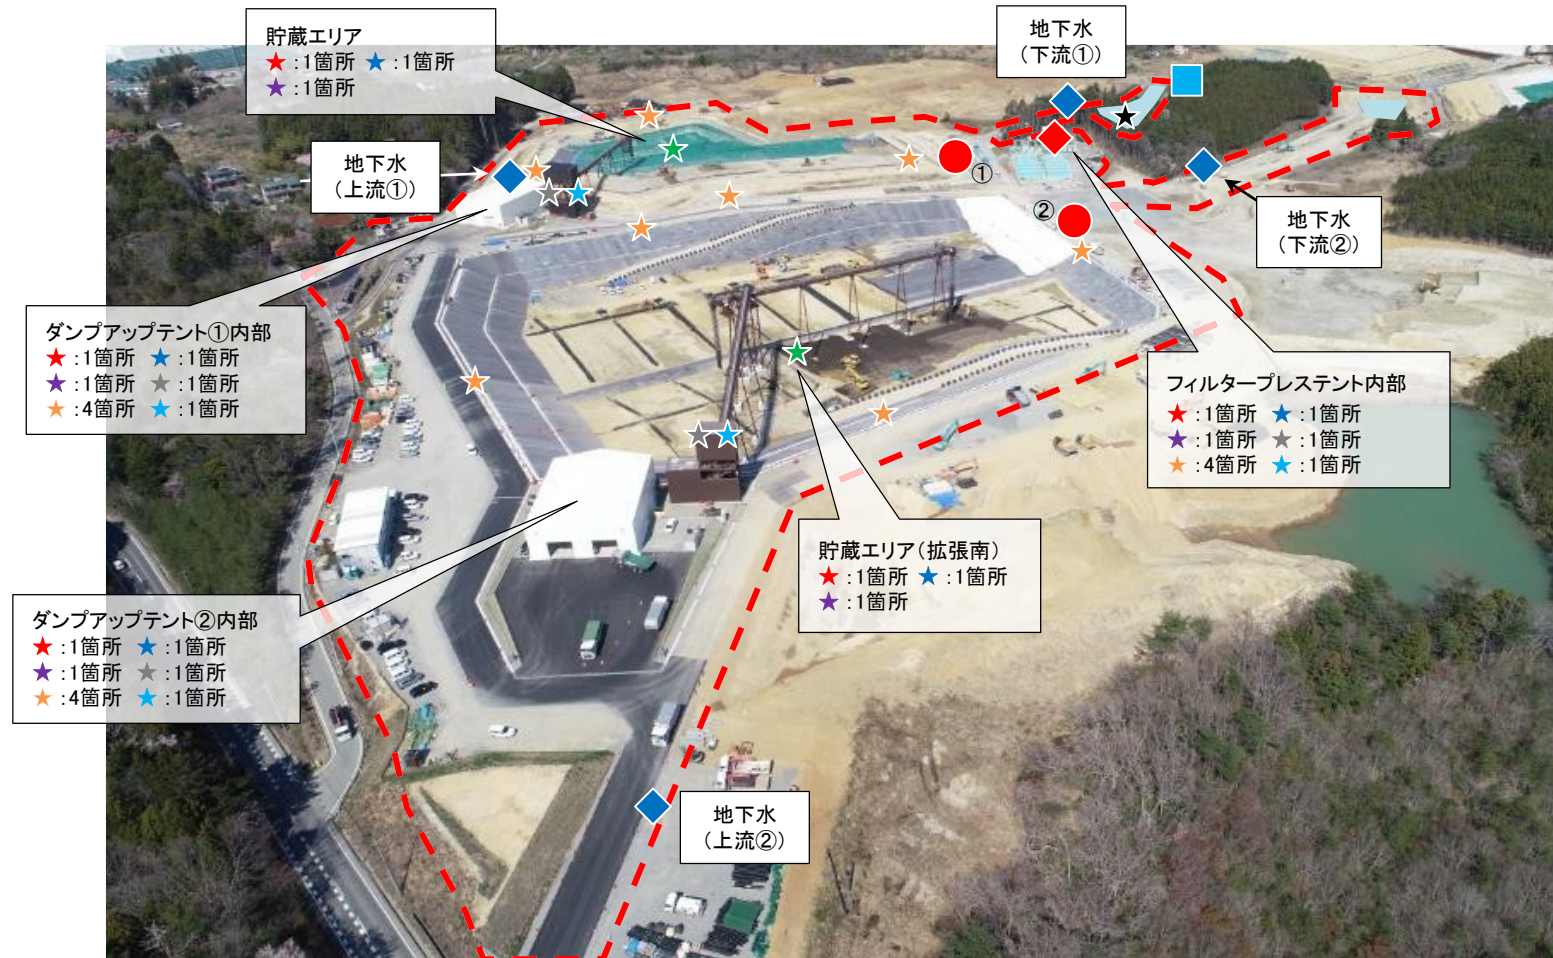 貯蔵エリア
★：1箇所 ★：1箇所
★：1箇所
地下水
（下流①）
地下水
（上流①）
①
②
地下水
（下流②）
ダンプアップテント①内部
★：1箇所 ★：1箇所
★：1箇所 ★：1箇所
★：4箇所 ★：1箇所
フィルタープレステント内部
★：1箇所 ★：1箇所
★：1箇所 ★：1箇所
★：4箇所 ★：1箇所
貯蔵エリア（拡張南）
★：1箇所 ★：1箇所
★：1箇所
ダンプアップテント②内部
★：1箇所 ★：1箇所
★：1箇所 ★：1箇所
★：4箇所 ★：1箇所
地下水
（上流②）